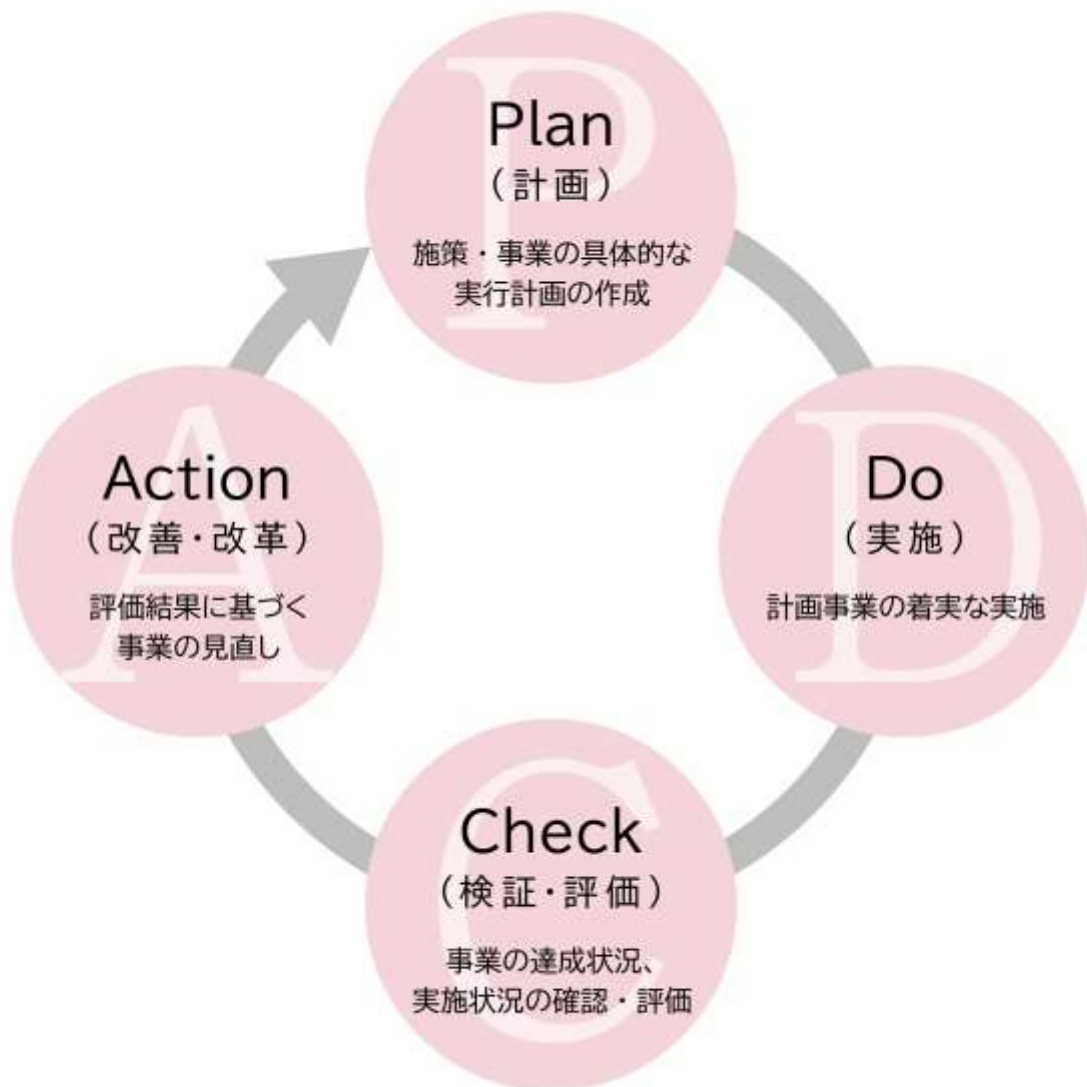 P
Plan
（計画）
施策・事業の具体的な
実行計画の作成
D
Do
（実施）
計画事業の着実な実施
C
Check
（検証・評価）
事業の達成状況、
実施状況の確認・評価
A
Action
（改善・改革）
評価結果に基づく
事業の見直し